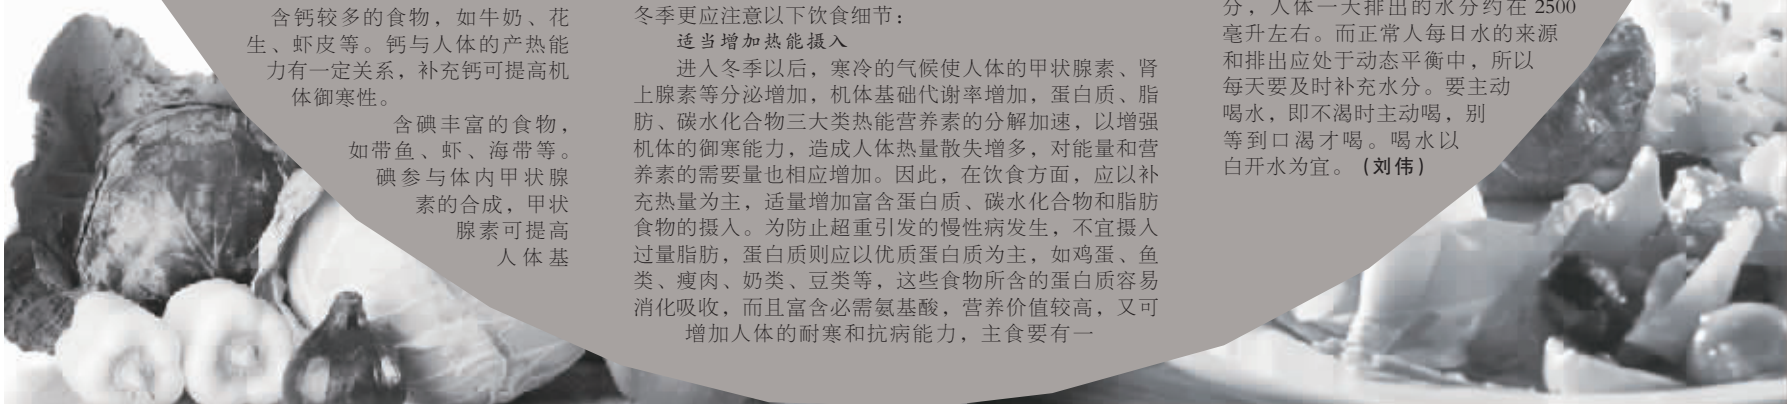 含钙较多的食物，如牛奶、花
生、虾皮等。钙与人体的产热能
力有一定关系，补充钙可提高机
体御寒性。
含碘丰富的食物，
如带鱼、虾、海带等。
碘参与体内甲状腺
素的合成，甲状
腺素可提高
人体基
冬季更应注意以下饮食细节：
适当增加热能摄入
进入冬季以后，寒冷的气候使人体的甲状腺素、肾
上腺素等分泌增加，机体基础代谢率增加，蛋白质、脂
肪、碳水化合物三大类热能营养素的分解加速，以增强
机体的御寒能力，造成人体热量散失增多，对能量和营
养素的需要量也相应增加。因此，在饮食方面，应以补
充热量为主，适量增加富含蛋白质、碳水化合物和脂肪
食物的摄入。为防止超重引发的慢性病发生，不宜摄入
过量脂肪，蛋白质则应以优质蛋白质为主，如鸡蛋、鱼
类、瘦肉、奶类、豆类等，这些食物所含的蛋白质容易
消化吸收，而且富含必需氨基酸，营养价值较高，又可
增加人体的耐寒和抗病能力，主食要有一
分，人体一天排出的水分约在 2500
毫升左右。而正常人每日水的来源
和排出应处于动态平衡中，所以
每天要及时补充水分。要主动
喝水，即不渴时主动喝，别
等到口渴才喝。喝水以
白开水为宜。（刘伟）